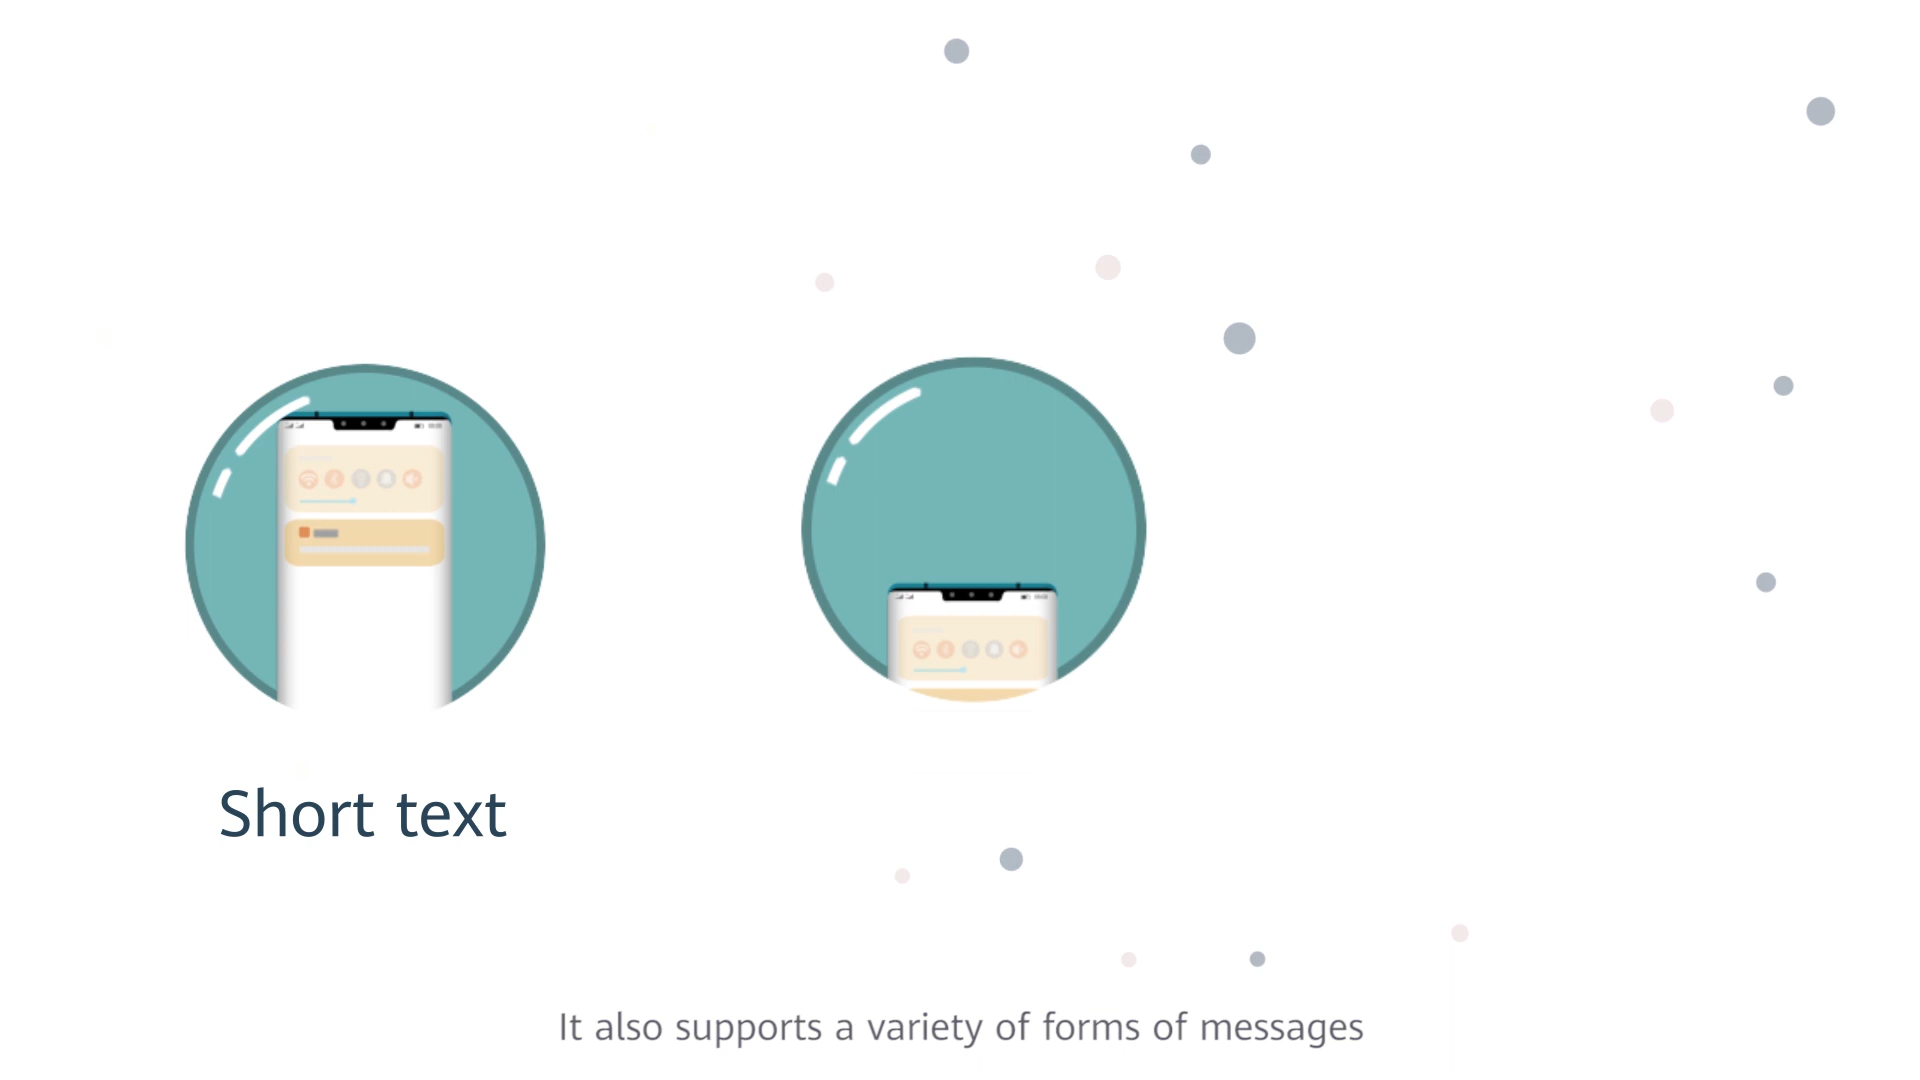 Short text
It also supports a variety of forms of messages